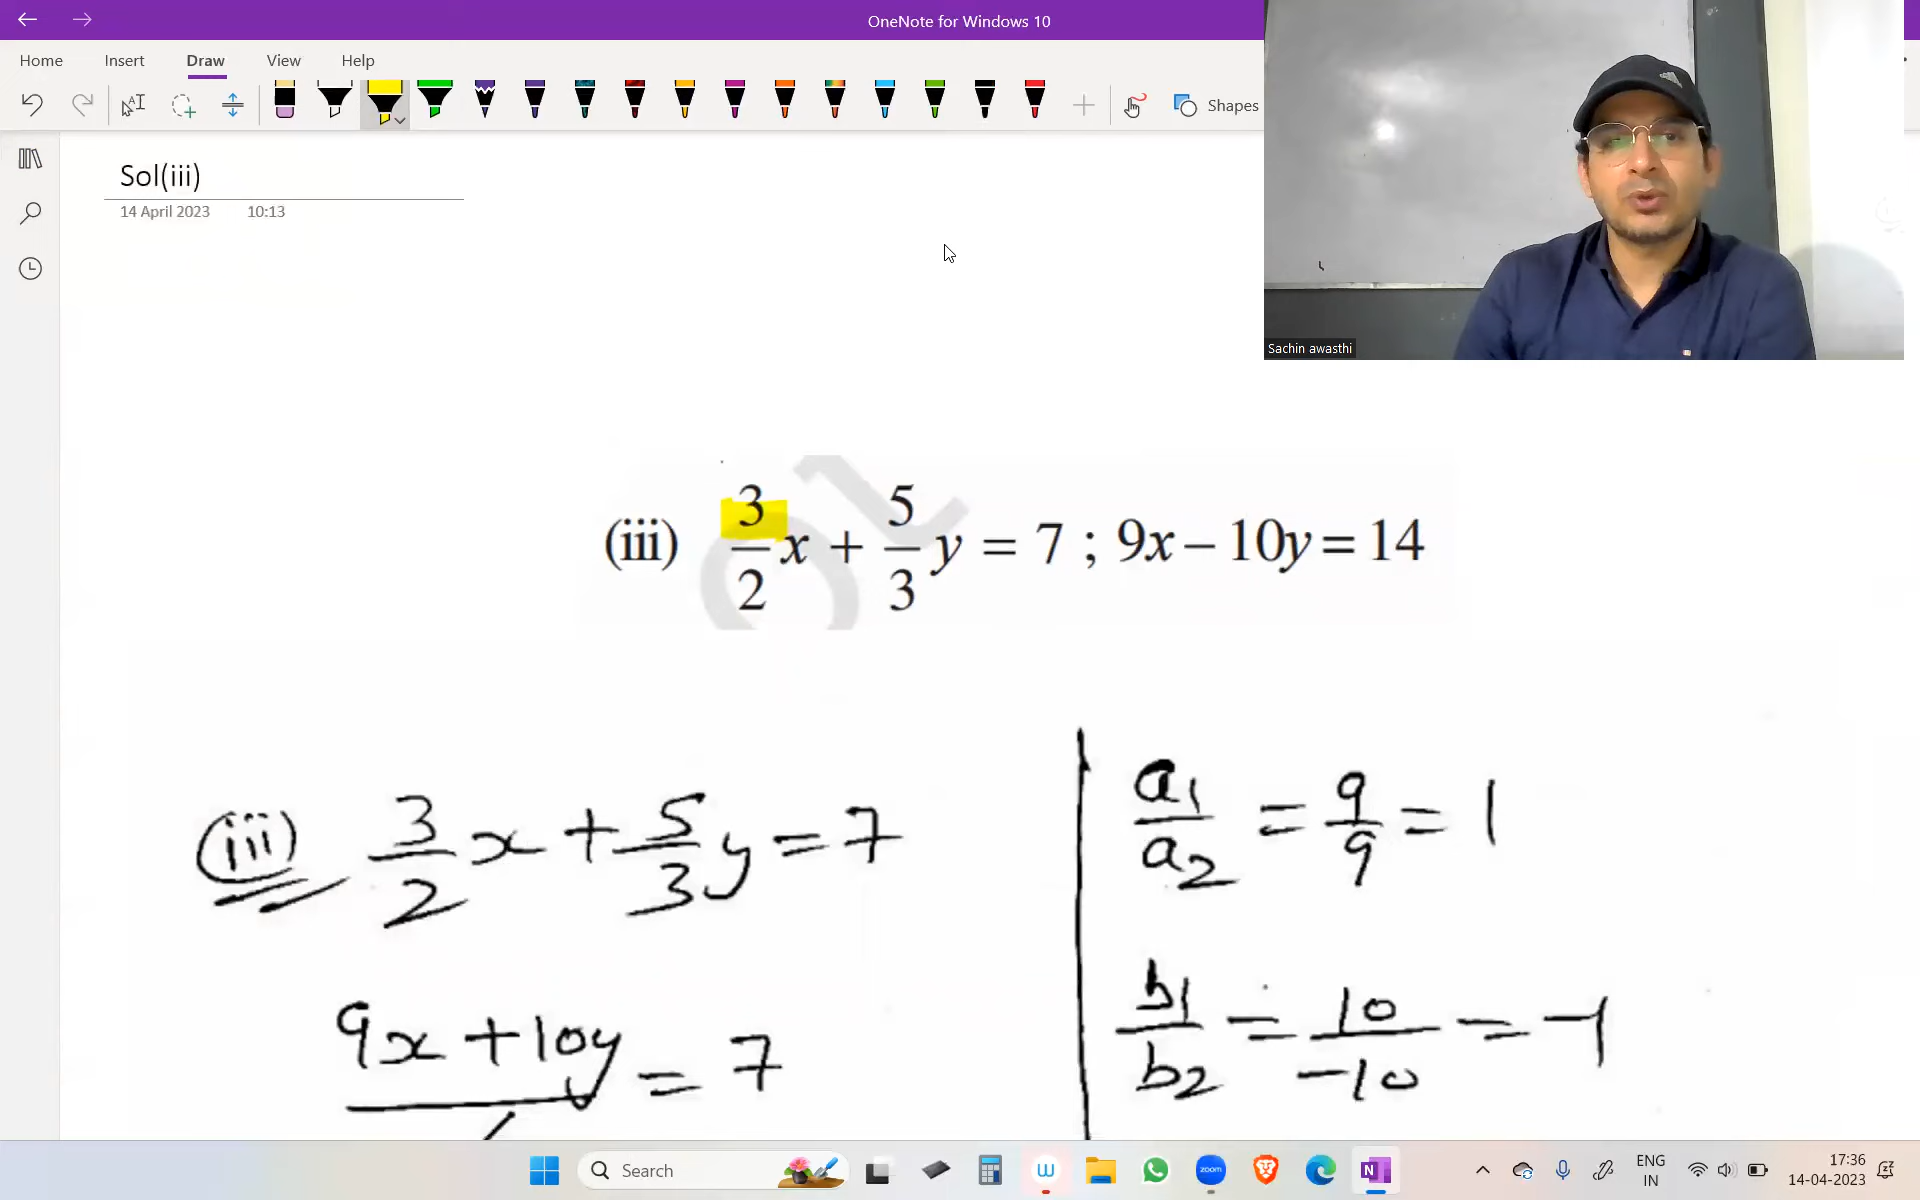 OneNote for Windows 10
Home Insert Draw View Help
Shapes
Sol(iii)
14 April 2023 10:13
Sachin awasthi
(iii) 3/2 x + 5/3 y = 7 ; 9x – 10y = 14
(iii) 3/2 x + 5/3 y = 7
9x + 10y = 7
a1/a2 = 9/9 = 1
b1/b2 = 10/-10 = -1
Search
zoom
ENG
IN
17:36
14-04-2023